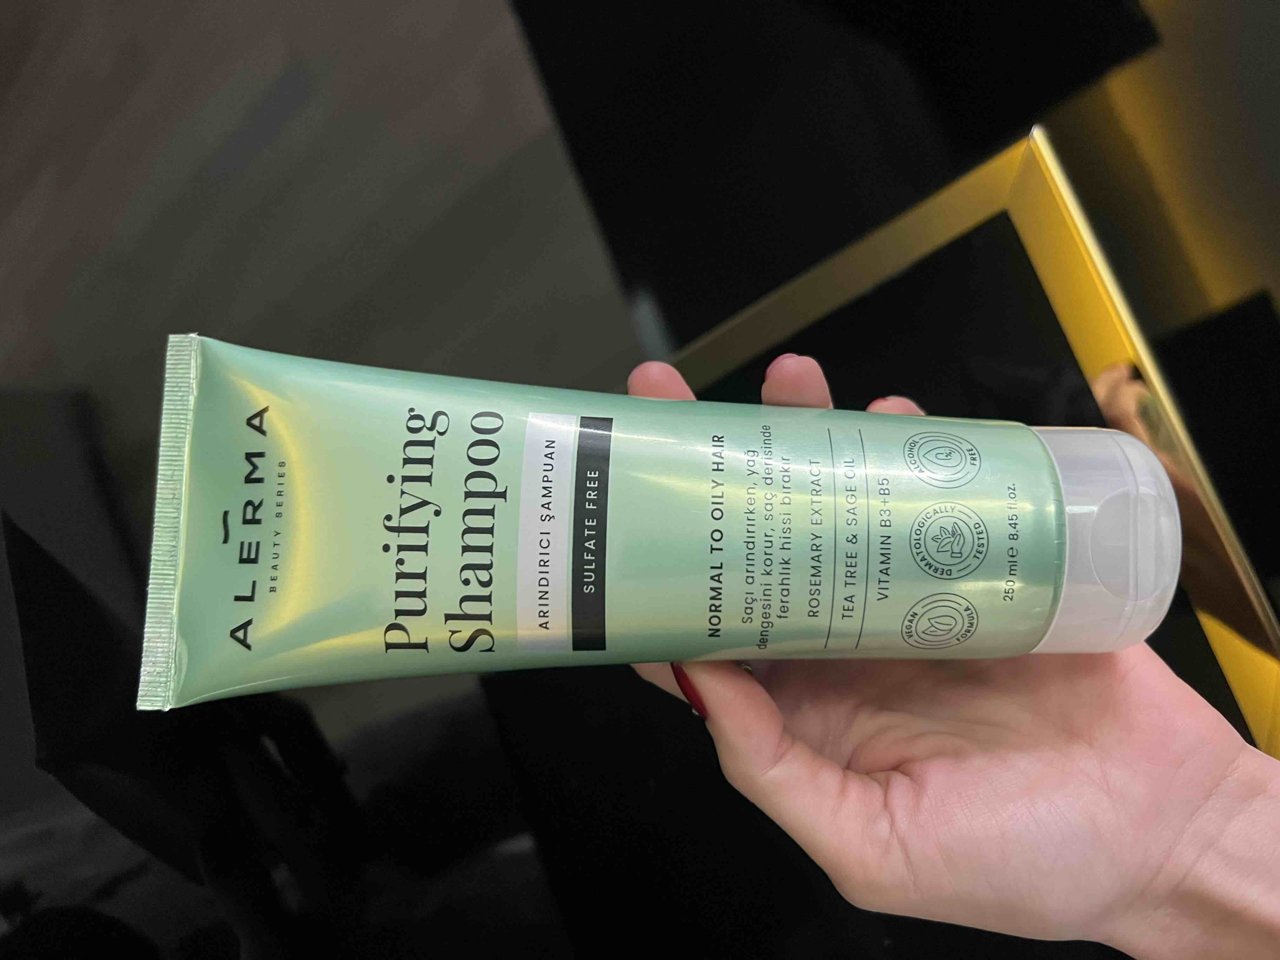 ALERMA
BEAUTY SERIES
Purifying
Shampoo
ARINDIRICI ŞAMPUAN
SULFATE FREE
NORMAL TO OILY HAIR
Saçı arındırırken, yağ
dengesini korur, saç derisinde
ferahlık hissi bırakır
ROSEMARY EXTRACT
TEA TREE & SAGE OIL
VITAMIN B3+B5
VEGAN
FORMULA
DERMATOLOGICALLY
TESTED
ALCOHOL
FREE
250 ml e 8.45 fl.oz.